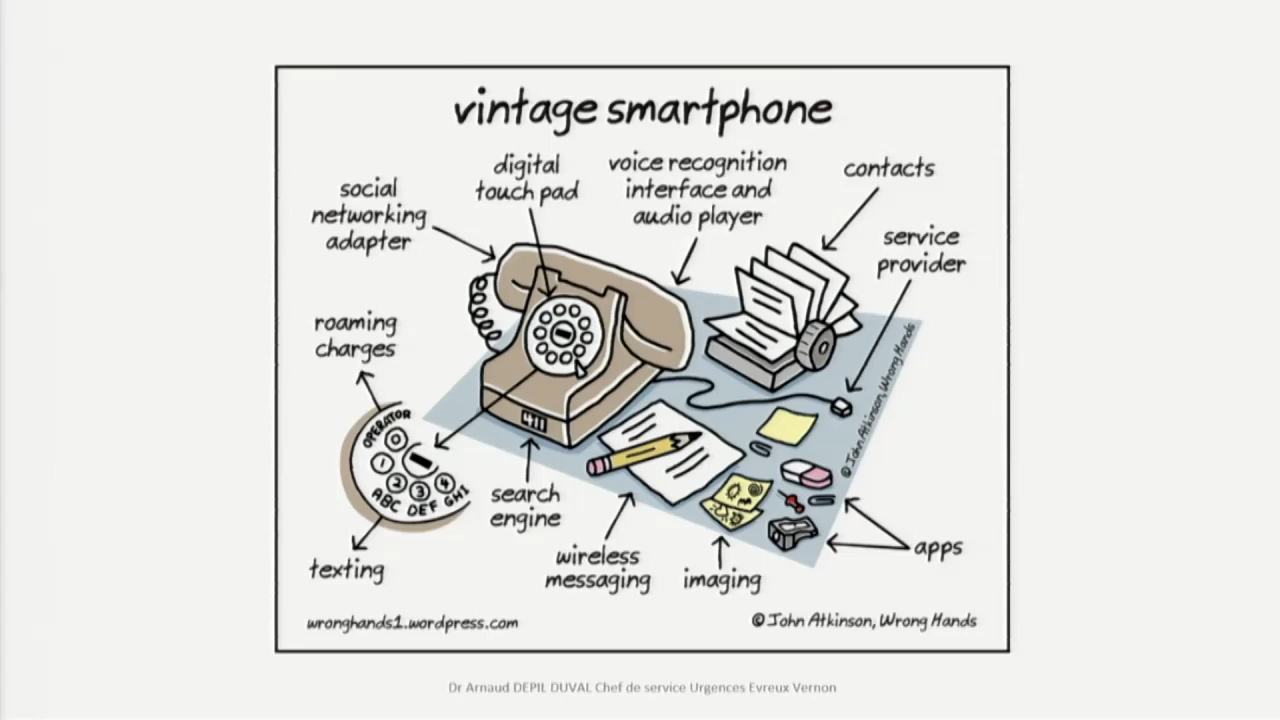 vintage smartphone
digital
touch pad
voice recognition
interface and
audio player
contacts
social
networking
adapter
service
provider
roaming
charges
OPERATOR
0
1
2
3
4
ABC DEF GHI
411
search
engine
wireless
messaging
imaging
apps
texting
© John Atkinson, Wrong Hands
wronghands1.wordpress.com
© John Atkinson, Wrong Hands
Dr Arnaud DEPIL DUVAL Chef de service Urgences Evreux Vernon